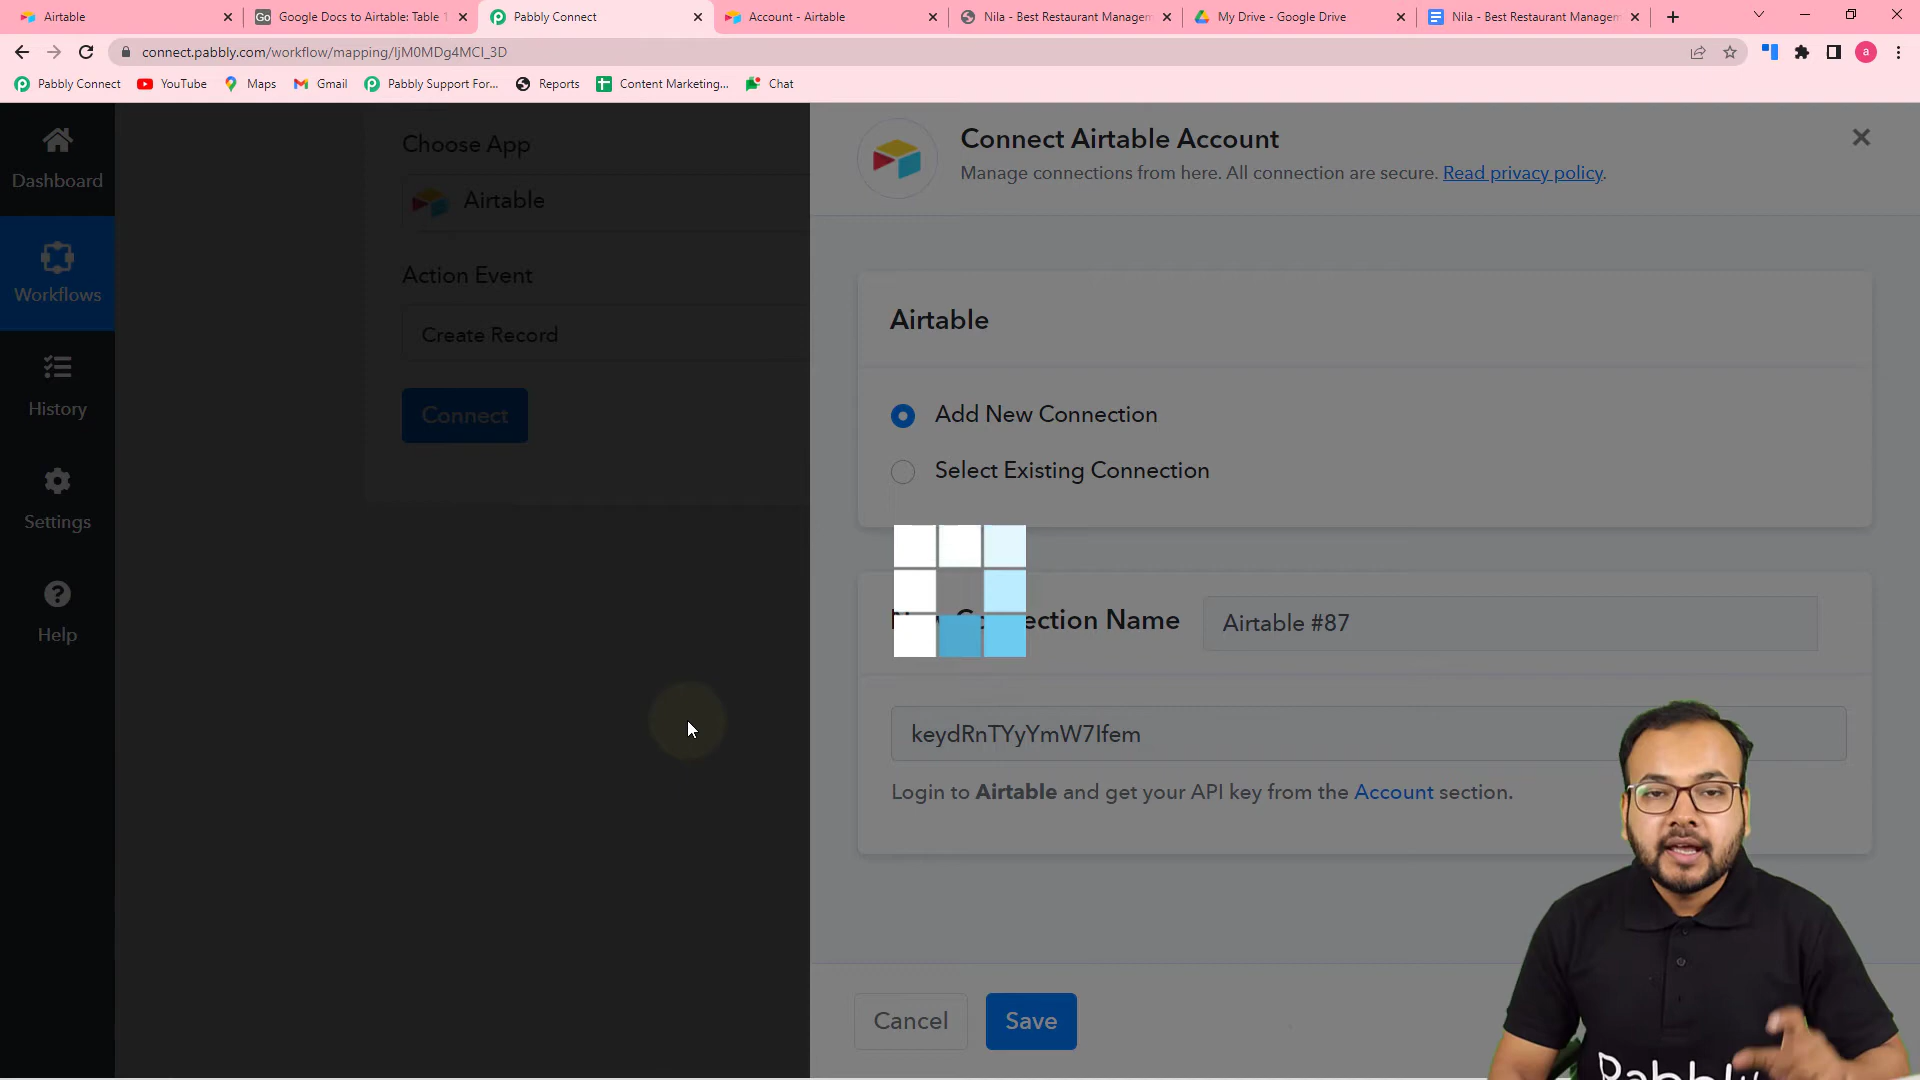 Airtable
Google Docs to Airtable: Table
Pabbly Connect
Account - Airtable
Nila - Best Restaurant Managem
My Drive - Google Drive
Nila - Best Restaurant Managem
connect.pabbly.com/workflow/mapping/IjM0MDg4MCI_3D
Pabbly Connect
YouTube
Maps
Gmail
Pabbly Support For...
Reports
Content Marketing...
Chat
a
Dashboard
Workflows
History
Settings
Help
Choose App
Airtable
Action Event
Create Record
Connect
Connect Airtable Account
Manage connections from here. All connection are secure. Read privacy policy.
Airtable
Add New Connection
Select Existing Connection
Connection Name
Airtable #87
keydRnTYyYmW7Ifem
Login to Airtable and get your API key from the Account section.
Cancel
Save
Pabbly